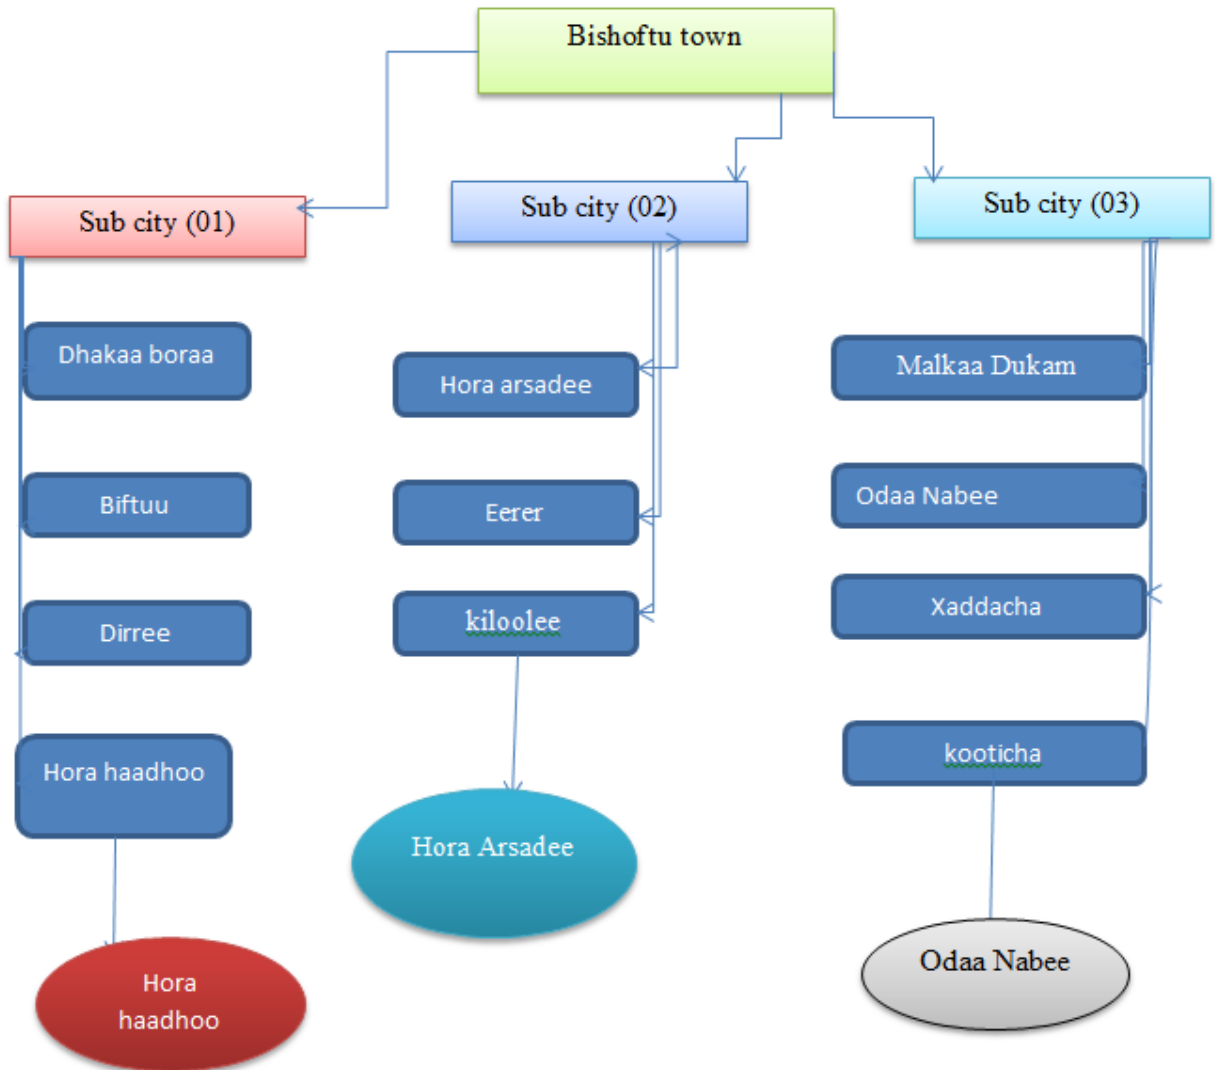 Bishoftu town
Sub city (01)
Sub city (02)
Sub city (03)
Dhakaa boraa
Biftuu
Dirree
Hora haadhoo
Hora
haadhoo
Hora arsadee
Eerer
kiloolee
Hora Arsadee
Malkaa Dukam
Odaa Nabee
Xaddacha
kooticha
Odaa Nabee